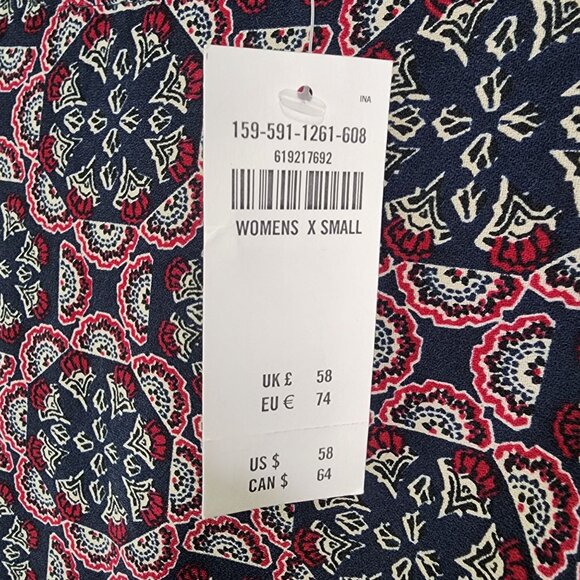 INA
159-591-1261-608
619217692
WOMENS X SMALL
UK £ 58
EU € 74
US $ 58
CAN $ 64